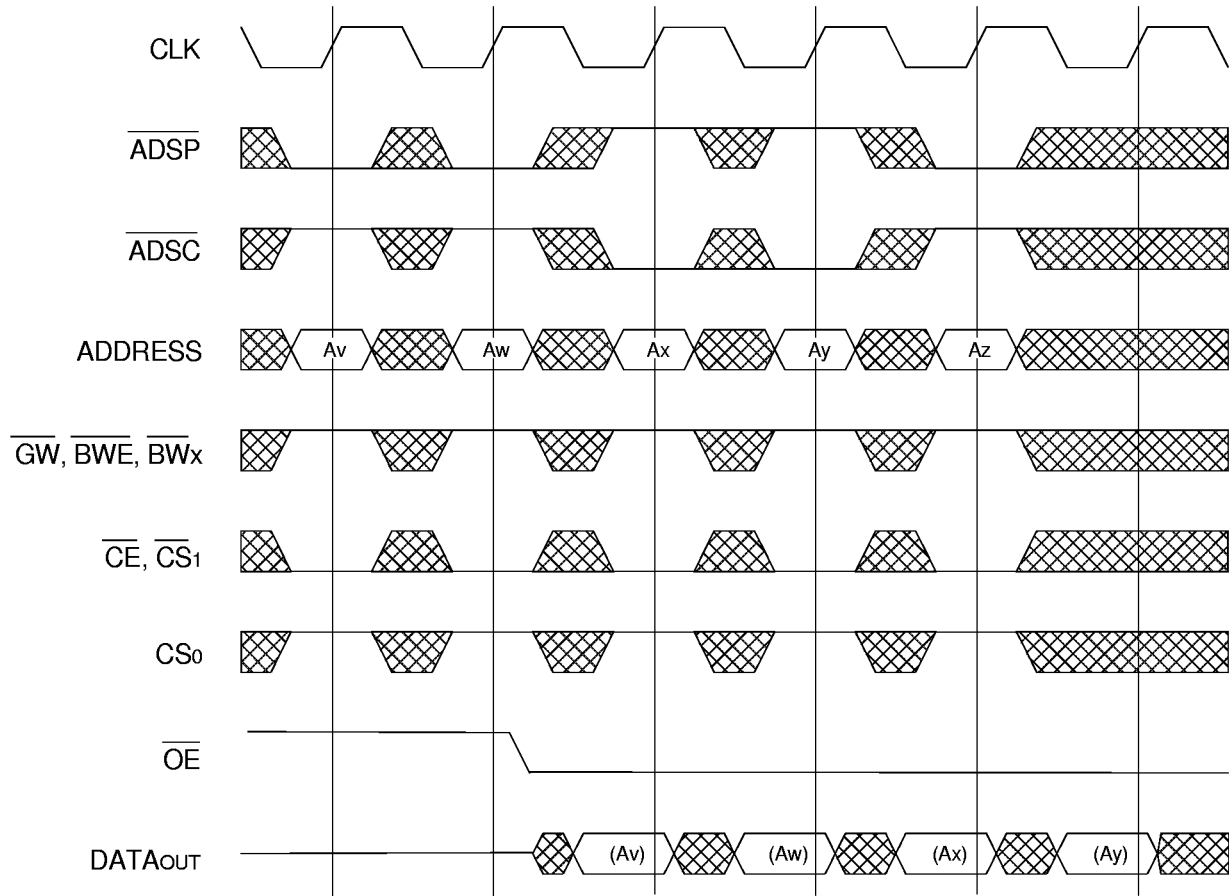 CLK
ADSP
ADSC
ADDRESS Av Aw Ax Ay Az
GW, BWE, BWx
CE, CS1
CS0
OE
DATAOUT (Av) (Aw) (Ax) (Ay)